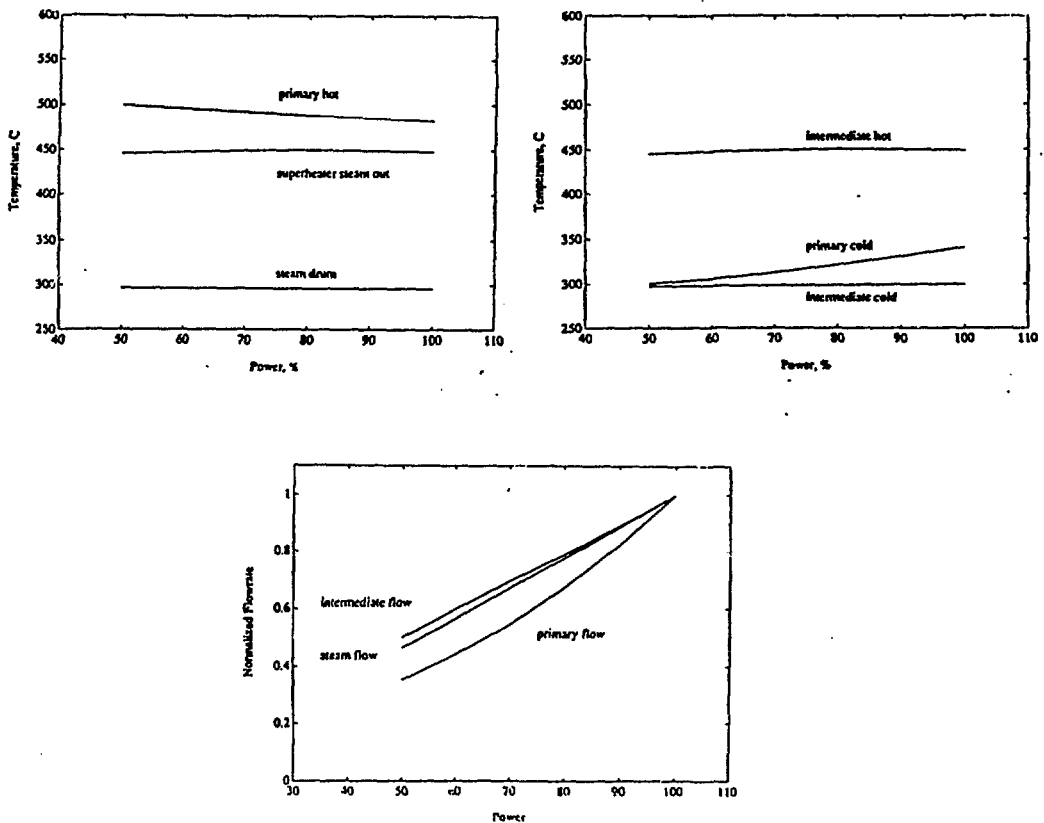 600
550
500
450
400
350
300
250
40 50 60 70 80 90 100 110
Temperature, C
Power, %
primary hot
superheater steam out
steam drum
600
550
500
450
400
350
300
250
40 50 60 70 80 90 100 110
Temperature, C
Power, %
intermediate hot
primary cold
intermediate cold
1
0.8
0.6
0.4
0.2
0
30 40 50 60 70 80 90 100 110
Normalized Flowrate
Power
intermediate flow
steam flow
primary flow